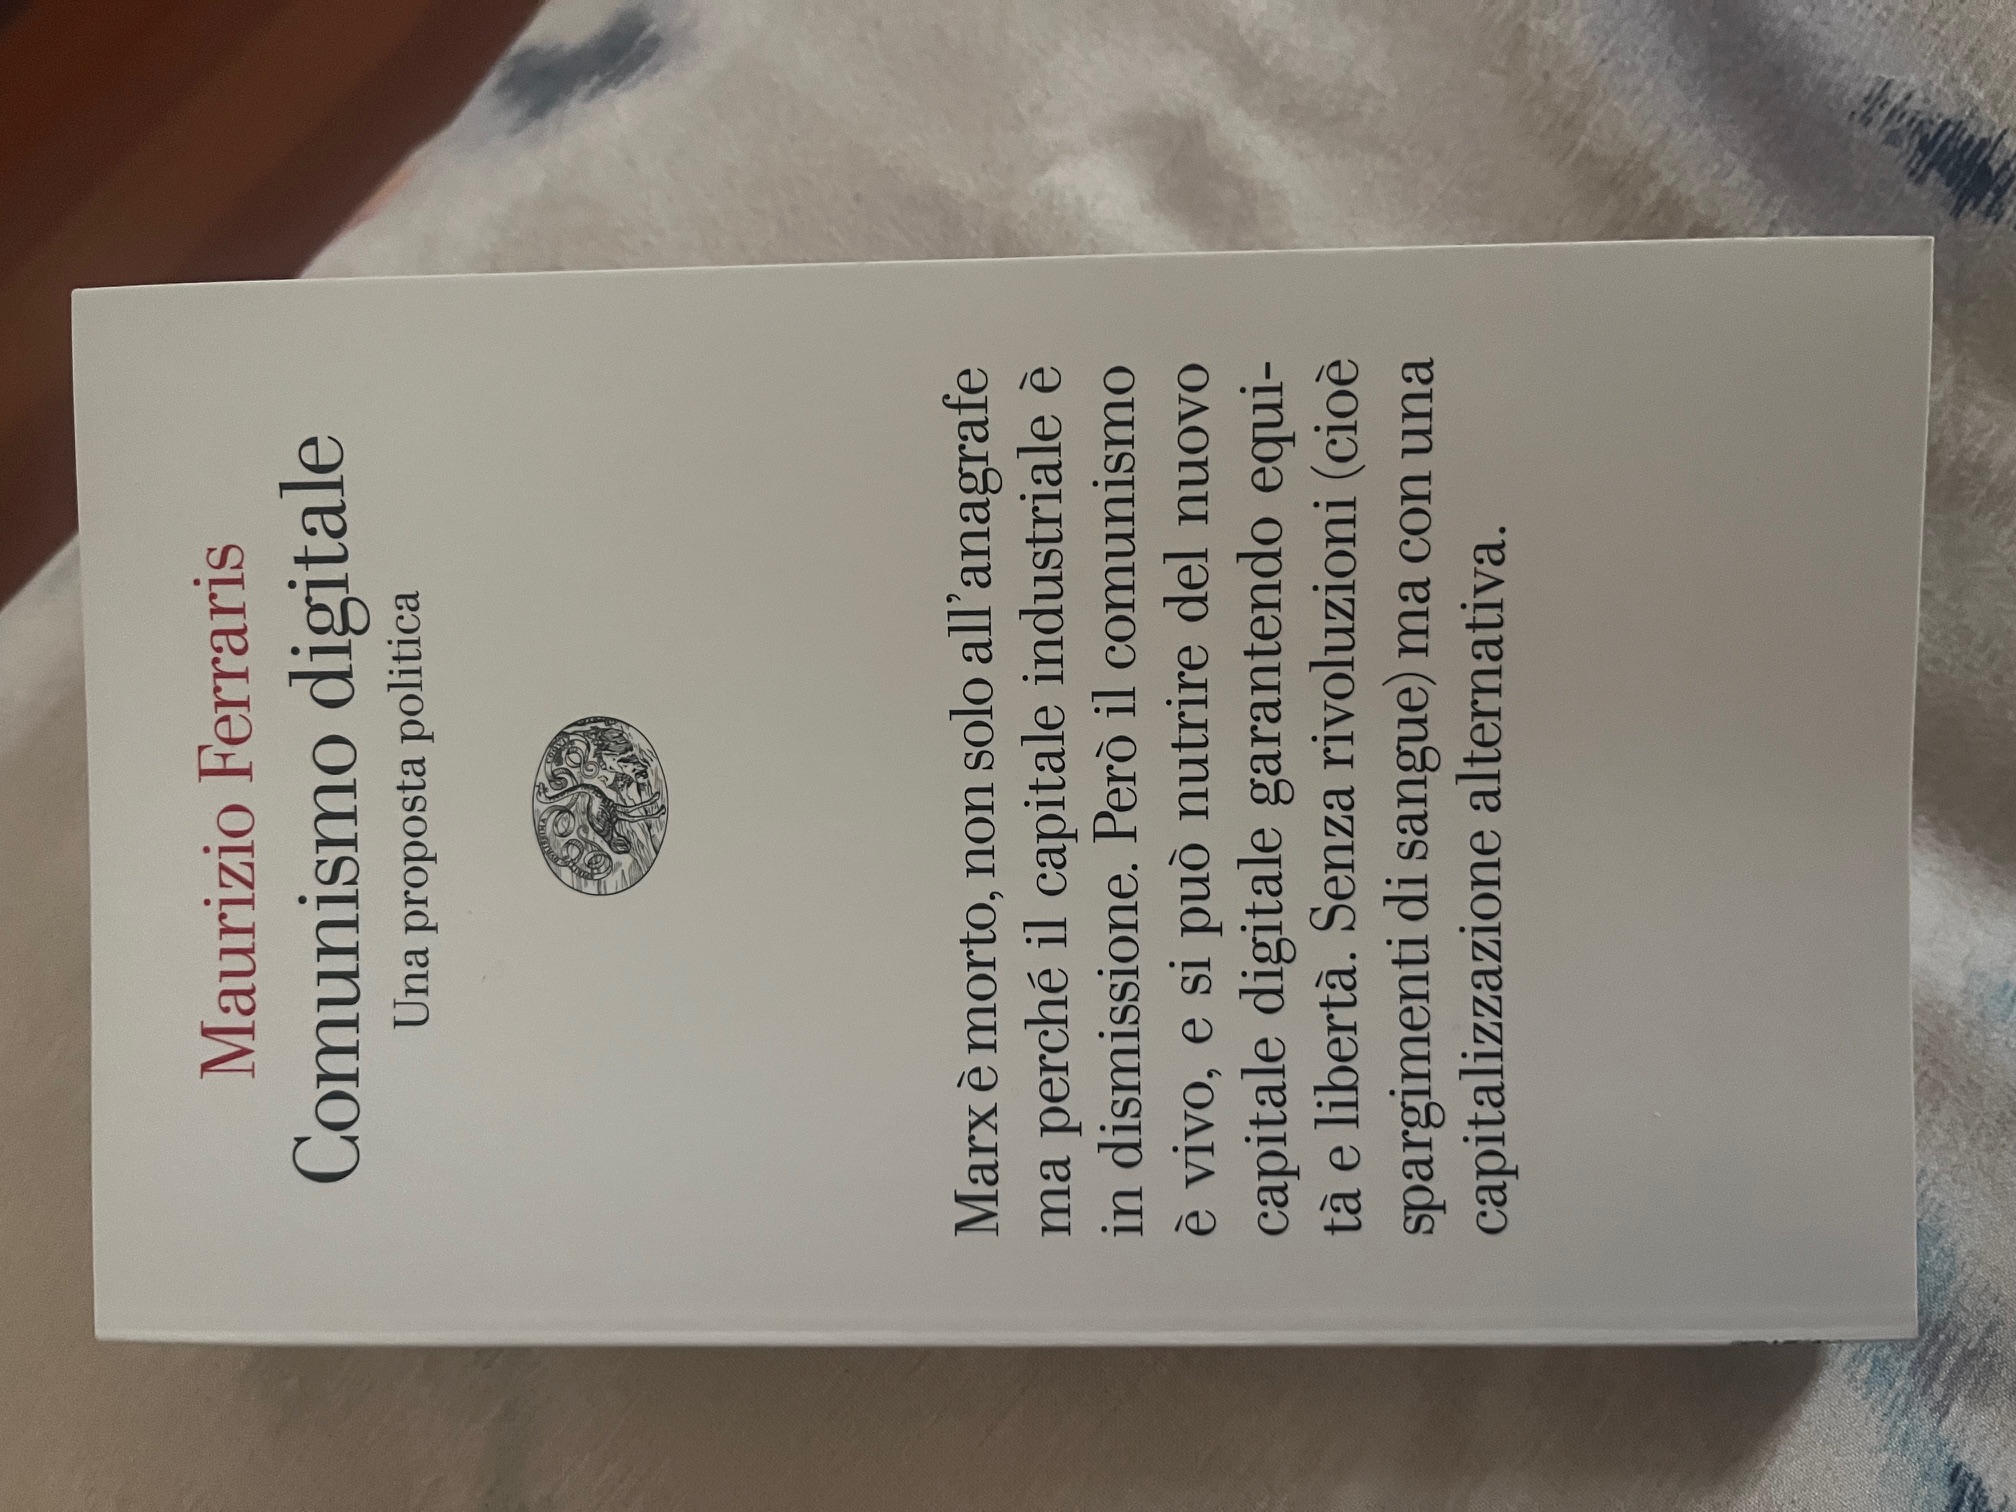 Maurizio Ferraris
Comunismo digitale
Una proposta politica
Marx è morto, non solo all'anagrafe
ma perché il capitale industriale è
in dismissione. Però il comunismo
è vivo, e si può nutrire del nuovo
capitale digitale garantendo equi-
tà e libertà. Senza rivoluzioni (cioè
spargimenti di sangue) ma con una
capitalizzazione alternativa.